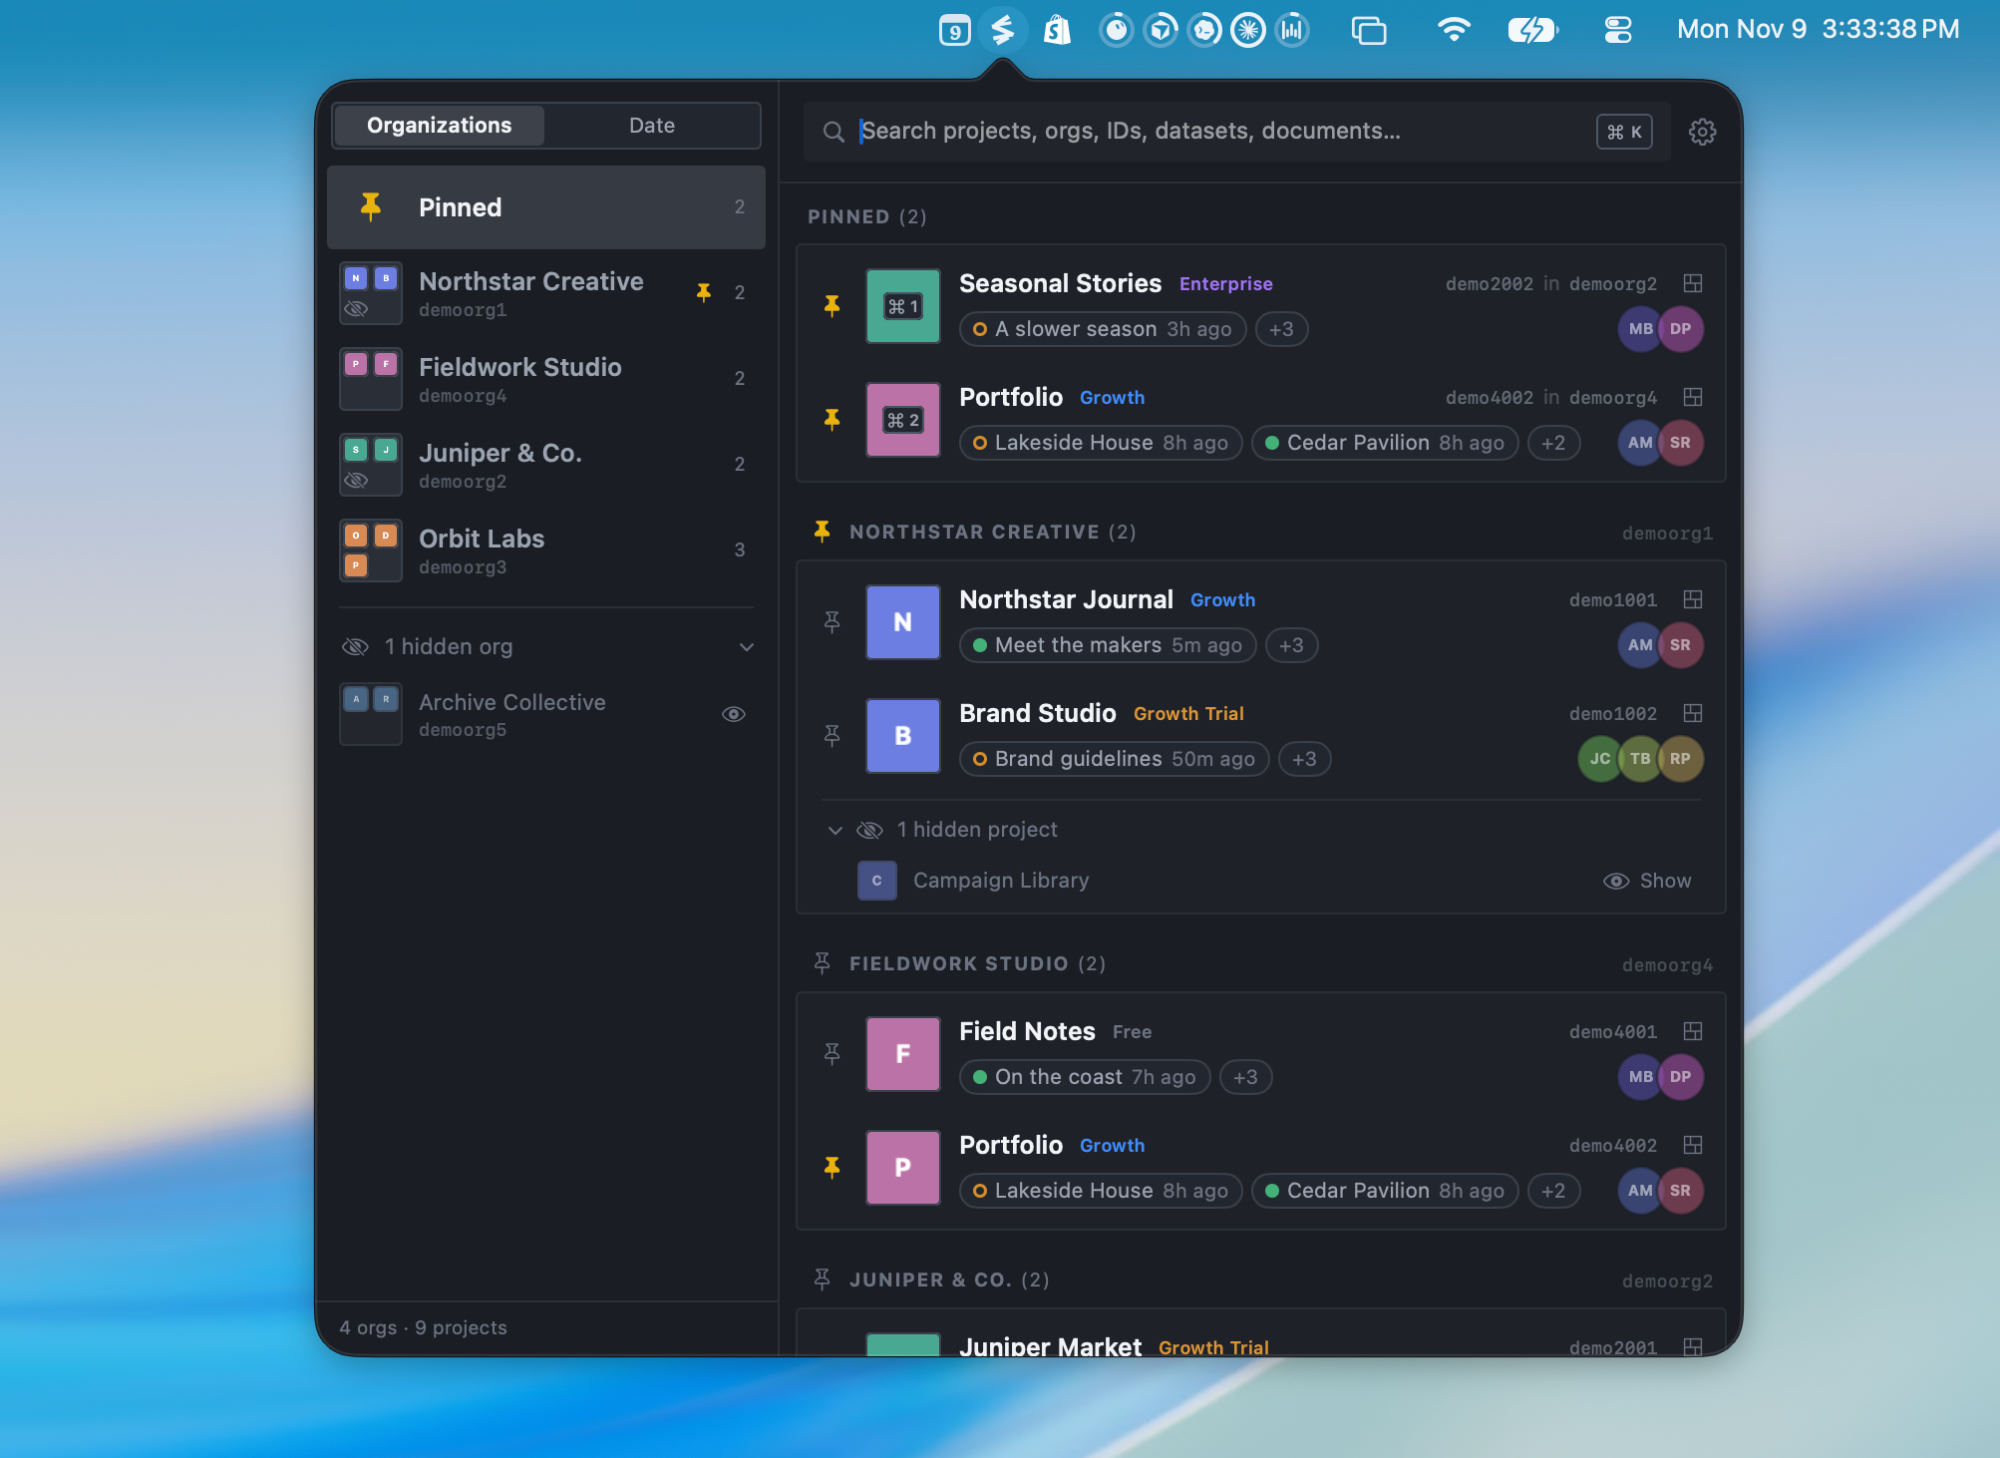 9
Mon Nov 9 3:33:38 PM
Organizations
Date
Search projects, orgs, IDs, datasets, documents...
⌘ K
Pinned
2
N B
Northstar Creative
demoorg1
2
P F
Fieldwork Studio
demoorg4
2
S J
Juniper & Co.
demoorg2
2
O D
P
Orbit Labs
demoorg3
3
1 hidden org
A R
Archive Collective
demoorg5
4 orgs · 9 projects
PINNED (2)
⌘ 1
Seasonal Stories Enterprise
demo2002 in demoorg2
A slower season 3h ago +3
MB DP
⌘ 2
Portfolio Growth
demo4002 in demoorg4
Lakeside House 8h ago Cedar Pavilion 8h ago +2
AM SR
NORTHSTAR CREATIVE (2)
demoorg1
N
Northstar Journal Growth
demo1001
Meet the makers 5m ago +3
AM SR
B
Brand Studio Growth Trial
demo1002
Brand guidelines 50m ago +3
JC TB RP
1 hidden project
C
Campaign Library
Show
FIELDWORK STUDIO (2)
demoorg4
F
Field Notes Free
demo4001
On the coast 7h ago +3
MB DP
P
Portfolio Growth
demo4002
Lakeside House 8h ago Cedar Pavilion 8h ago +2
AM SR
JUNIPER & CO. (2)
demoorg2
Juniper Market Growth Trial
demo2001